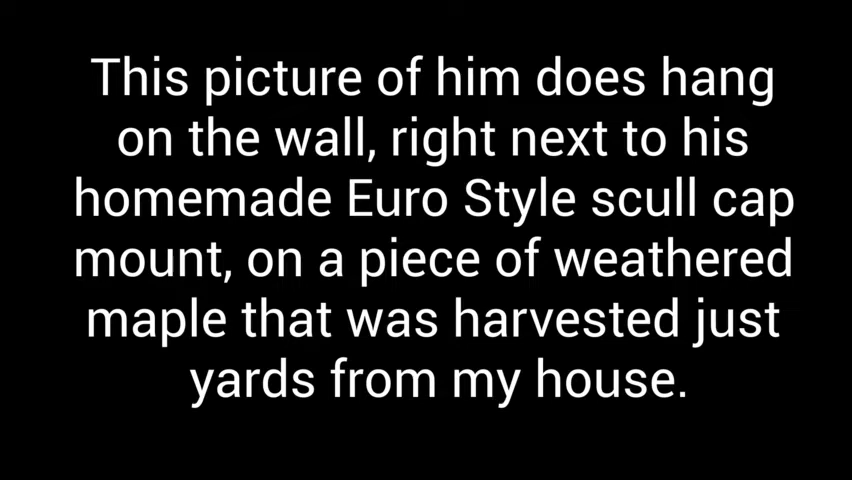 This picture of him does hang
on the wall, right next to his
homemade Euro Style scull cap
mount, on a piece of weathered
maple that was harvested just
yards from my house.